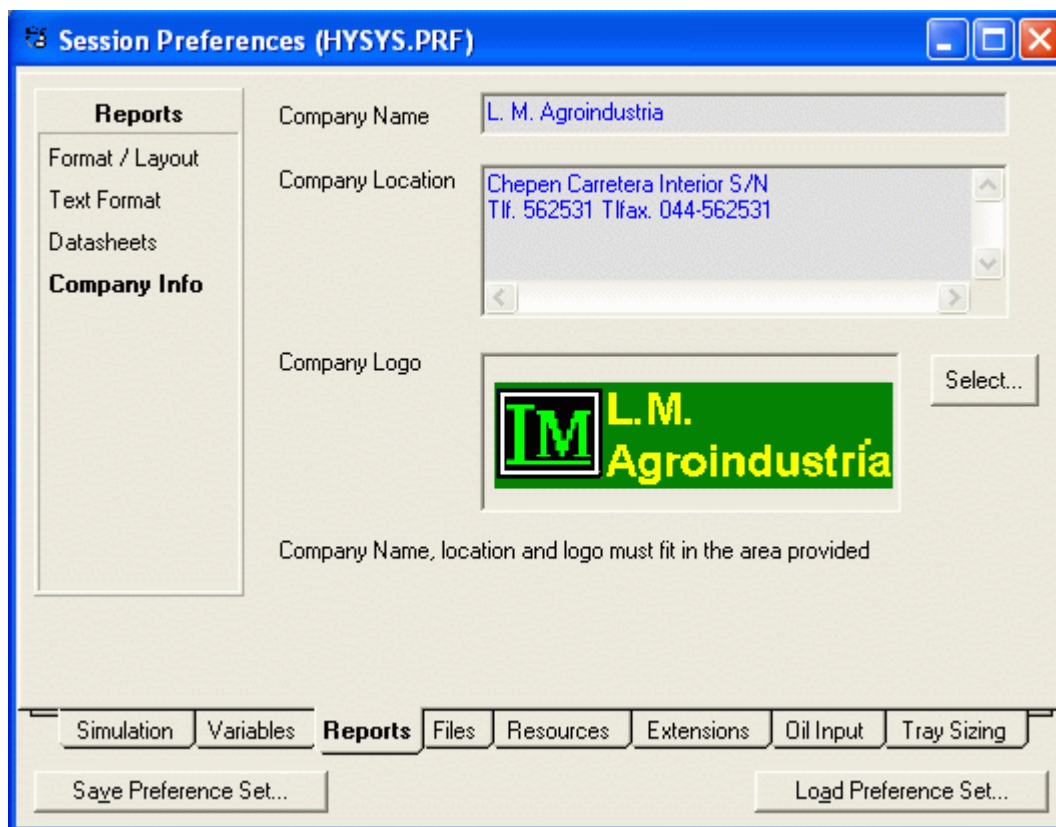 Session Preferences (HYSYS.PRF)
Reports
Format / Layout
Text Format
Datasheets
Company Info
Company Name
L. M. Agroindustria
Company Location
Chepen Carretera Interior S/N
Tlf. 562531 Tlfax. 044-562531
Company Logo
LM
L.M.
Agroindustría
Select...
Company Name, location and logo must fit in the area provided
Simulation Variables Reports Files Resources Extensions Oil Input Tray Sizing
Save Preference Set... Load Preference Set...